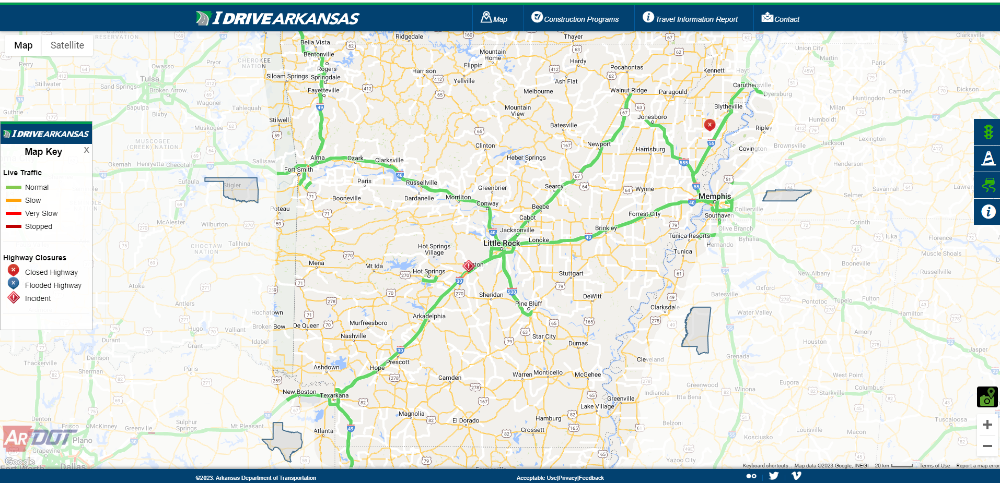 I DRIVE ARKANSAS
Map
Construction Programs
Travel Information Report
Contact
Map
Satellite
I DRIVE ARKANSAS
Map Key
X
Live Traffic
Normal
Slow
Very Slow
Stopped
Highway Closures
Closed Highway
Flooded Highway
Incident
RESERVATION
Bella Vista
Ridgedale
Thayer
Clarksville
Bentonville
Mountain
Home
Union City
Martin
Perry
Owasso
Pryor
CHEROKEE
NATION
Rogers
Harrison
Flippin
Hardy
Pocahontas
Kennett
Hayti
Paris
Stillwater
Tulsa
Siloam Springs
Springdale
Yellville
Ash Flat
Sand Springs
Broken Arrow
Fayetteville
Melbourne
Walnut Ridge
Paragould
Caruthersville
Dyersburg
Huntingdon
Camden
Dickson
Guthrie
Sapulpa
Bixby
Wagoner
Tahlequah
Mountain
View
Jonesboro
Blytheville
Milan
Humboldt
Stilwell
Muskogee
Batesville
Ripley
MUSCOGEE
(CREEK) NATION
Clinton
Newport
Harrisburg
Covington
Brownsville
Jackson
Lexington
Okemah
Henryetta
Checotah
Sallisaw
Alma
Ozark
Clarksville
Heber Springs
Henderson
Fort Smith
Eufaula
Stigler
Paris
Russellville
Greenbrier
Searcy
Wynne
Savannah
Lawren
Booneville
Dardanelle
Morrilton
Conway
Memphis
Selmer
Poteau
Beebe
Forrest City
Collierville
McAlester
Wilburton
Cabot
Southaven
Corinth
Jacksonville
Brinkley
Olive Branch
Talihina
CHOCTAW
NATION
Hot Springs
Village
Little Rock
Lonoke
Tunica Resorts
Hernando
Byhalia
Iuka
Florence
Muscle Shoals
Mena
Mt Ida
Hot Springs
ton
Stuttgart
Tunica
New Albany
Russellville
Atoka
Sheridan
DeWitt
Batesville
Oxford
Antlers
Pine Bluff
Clarksdale
Pontotoc
Tupelo
Fulton
Hochatown
Arkadelphia
Water Valley
Hamilton
Hugo
Valliant
Broken Bow
De Queen
Murfreesboro
Star City
Amory
Durant
Grant
Idabel
Nashville
Dumas
Houston
Jasper
Thackerville
Denison
Prescott
Cleveland
Grenada
Sherman
Paris
Ashdown
Hope
Camden
Warren
Monticello
McGehee
West Point
New Boston
Texarkana
Greenwood
Winona
Eupora
Columbus
Starkville
Indianola
Itta Bena
Greenville
Lake Village
Denton
Frisco
McKinney
Greenville
Sulphur
Springs
Mt Pleasant
Magnolia
El Dorado
Hamburg
Belzoni
Tuscaloosa
Atlanta
Crossett
Louisville
Macon
Kosciusko
Plano
Grapevine
Yazoo City
Dallas
ARDOT
Google
Keyboard shortcuts
Map data ©2023 Google, INEGI
20 km
Terms of Use
Report a map error
©2023. Arkansas Department of Transportation
Acceptable Use|Privacy|Feedback